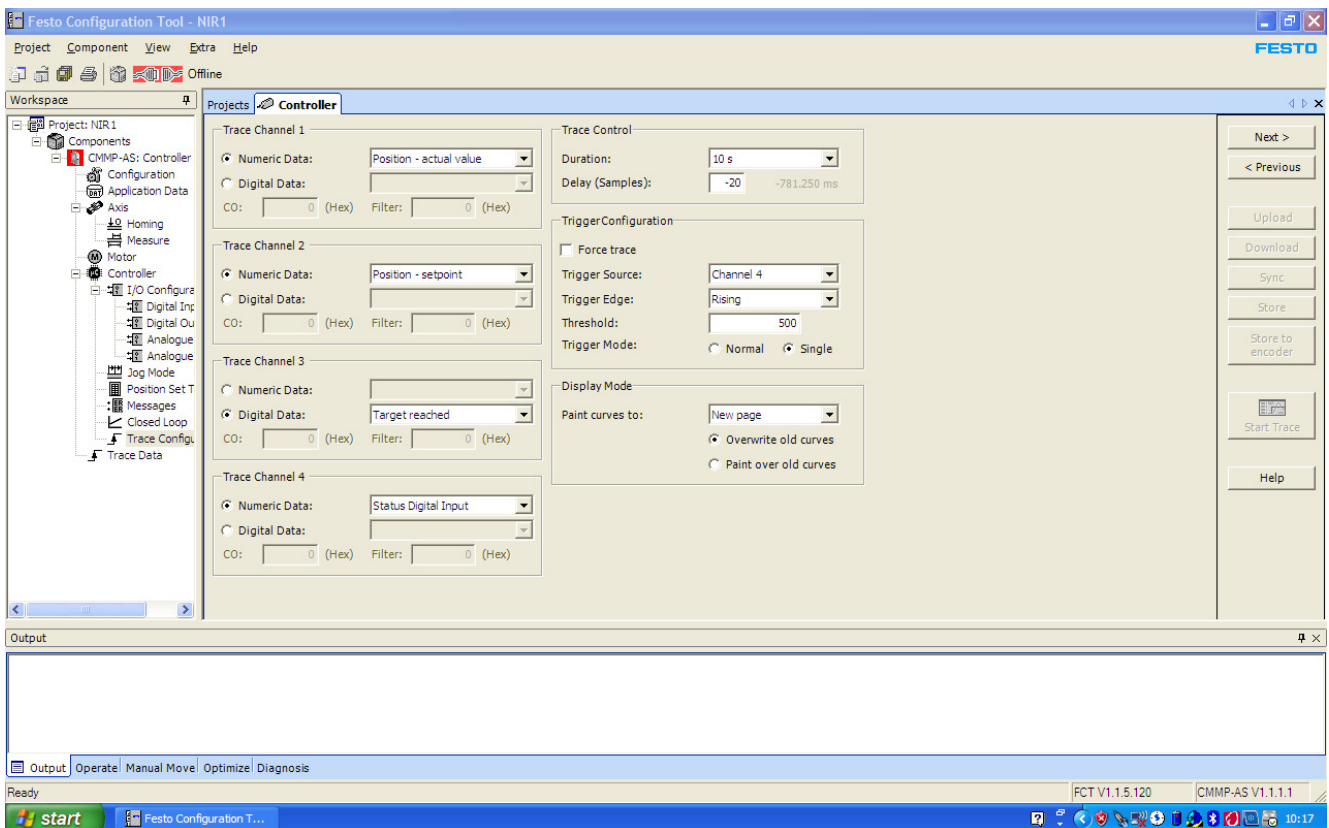 Festo Configuration Tool - NIR1
Project Component View Extra Help
FESTO
Offline
Workspace
Projects Controller
Project: NIR1
Components
CMMP-AS: Controller
Configuration
Application Data
Axis
Homing
Measure
Motor
Controller
I/O Configura
Digital Inp
Digital Ou
Analogue
Analogue
Jog Mode
Position Set T
Messages
Closed Loop
Trace Configu
Trace Data
Trace Channel 1
Numeric Data: Position - actual value
Digital Data:
CO: 0 (Hex) Filter: 0 (Hex)
Trace Channel 2
Numeric Data: Position - setpoint
Digital Data:
CO: 0 (Hex) Filter: 0 (Hex)
Trace Channel 3
Numeric Data:
Digital Data: Target reached
CO: 0 (Hex) Filter: 0 (Hex)
Trace Channel 4
Numeric Data: Status Digital Input
Digital Data:
CO: 0 (Hex) Filter: 0 (Hex)
Trace Control
Duration: 10 s
Delay (Samples): -20 -781.250 ms
TriggerConfiguration
Force trace
Trigger Source: Channel 4
Trigger Edge: Rising
Threshold: 500
Trigger Mode: Normal Single
Display Mode
Paint curves to: New page
Overwrite old curves
Paint over old curves
Next >
< Previous
Upload
Download
Sync
Store
Store to
encoder
Start Trace
Help
Output
Output Operate Manual Move Optimize Diagnosis
Ready
FCT V1.1.5.120 CMMP-AS V1.1.1.1
start Festo Configuration T... 10:17